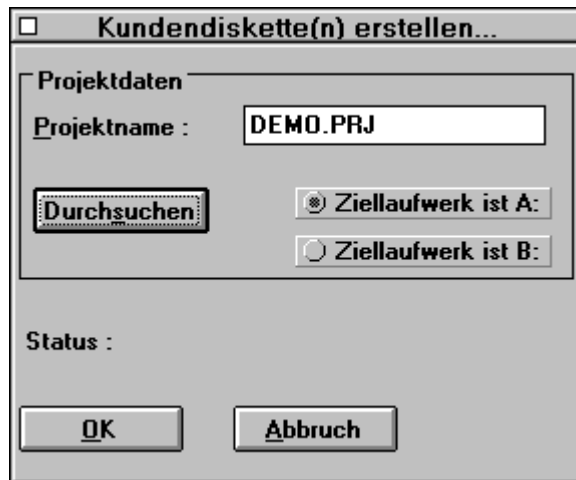 Kundendiskette(n) erstellen...
Projektdaten
Projektname : DEMO.PRJ
Durchsuchen
Ziellaufwerk ist A:
Ziellaufwerk ist B:
Status :
OK Abbruch